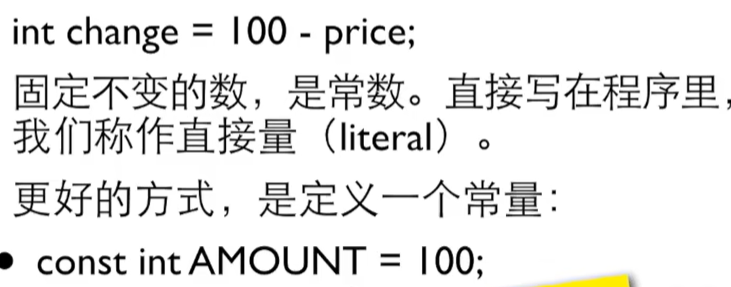 int change = 100 - price;
固定不变的数，是常数。直接写在程序里，
我们称作直接量（literal）。
更好的方式，是定义一个常量：
• const int AMOUNT = 100;